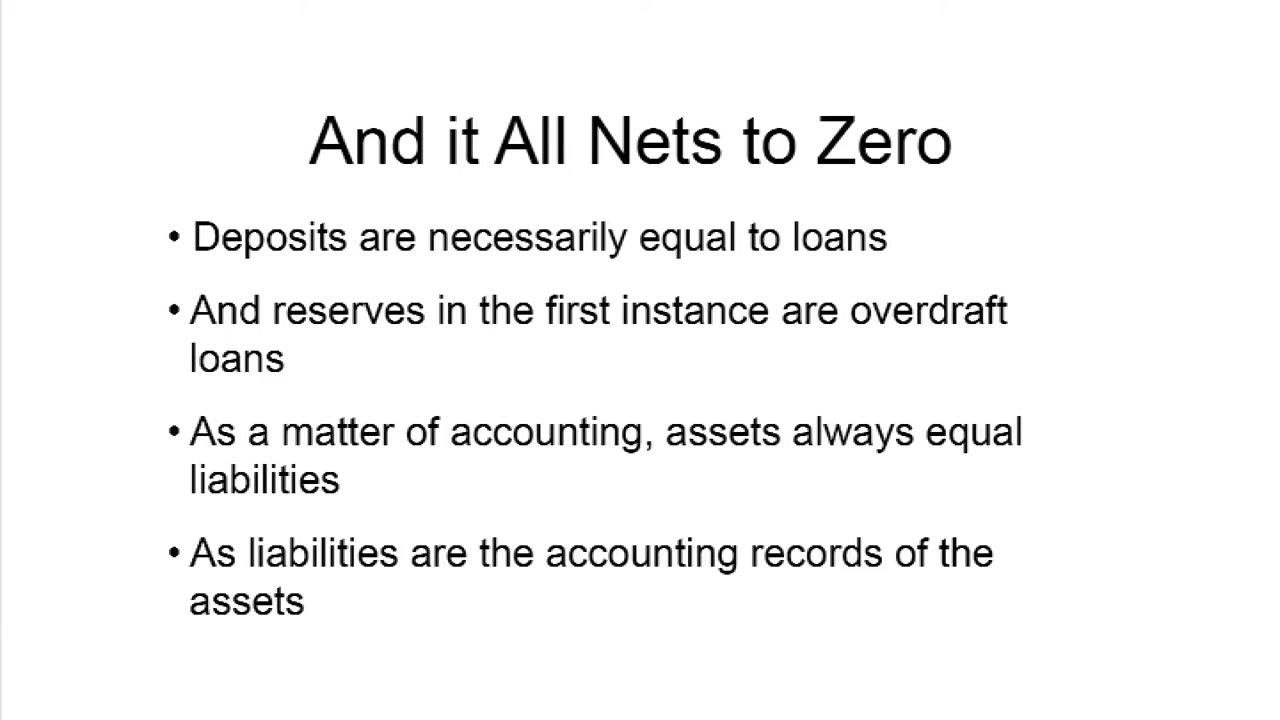 And it All Nets to Zero
• Deposits are necessarily equal to loans
• And reserves in the first instance are overdraft
loans
• As a matter of accounting, assets always equal
liabilities
• As liabilities are the accounting records of the
assets